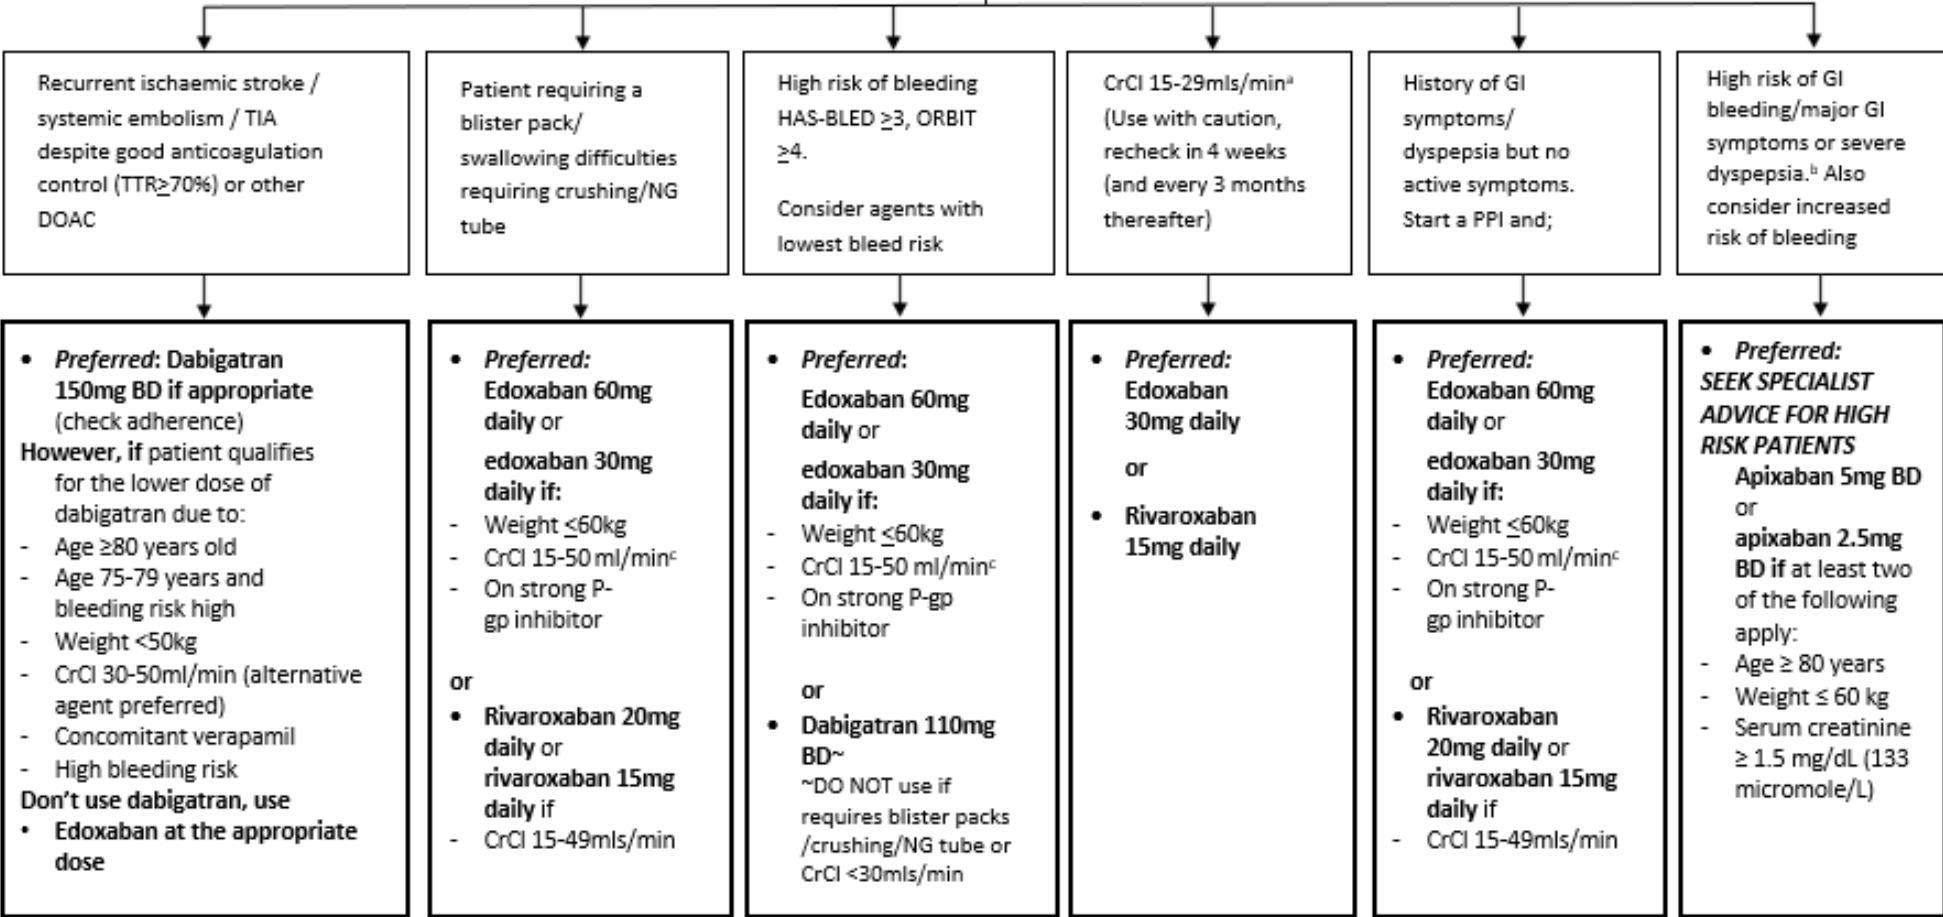 Recurrent ischaemic stroke /
systemic embolism / TIA
despite good anticoagulation
control (TTR≥70%) or other
DOAC
Patient requiring a
blister pack/
swallowing difficulties
requiring crushing/NG
tube
High risk of bleeding
HAS-BLED ≥3, ORBIT
≥4.
Consider agents with
lowest bleed risk
CrCl 15-29mls/minᵃ
(Use with caution,
recheck in 4 weeks
(and every 3 months
thereafter)
History of GI
symptoms/
dyspepsia but no
active symptoms.
Start a PPI and;
High risk of GI
bleeding/major GI
symptoms or severe
dyspepsia.ᵇ Also
consider increased
risk of bleeding
• Preferred: Dabigatran
150mg BD if appropriate
(check adherence)
However, if patient qualifies
for the lower dose of
dabigatran due to:
- Age ≥80 years old
- Age 75-79 years and
bleeding risk high
- Weight <50kg
- CrCl 30-50ml/min (alternative
agent preferred)
- Concomitant verapamil
- High bleeding risk
Don't use dabigatran, use
• Edoxaban at the appropriate
dose
• Preferred:
Edoxaban 60mg
daily or
edoxaban 30mg
daily if:
- Weight ≤60kg
- CrCl 15-50 ml/minᶜ
- On strong P-
gp inhibitor
or
• Rivaroxaban 20mg
daily or
rivaroxaban 15mg
daily if
- CrCl 15-49mls/min
• Preferred:
Edoxaban 60mg
daily or
edoxaban 30mg
daily if:
- Weight ≤60kg
- CrCl 15-50 ml/minᶜ
- On strong P-gp
inhibitor
or
• Dabigatran 110mg
BD~
~DO NOT use if
requires blister packs
/crushing/NG tube or
CrCl <30mls/min
• Preferred:
Edoxaban
30mg daily
or
• Rivaroxaban
15mg daily
• Preferred:
Edoxaban 60mg
daily or
edoxaban 30mg
daily if:
- Weight ≤60kg
- CrCl 15-50 ml/minᶜ
- On strong P-
gp inhibitor
or
• Rivaroxaban
20mg daily or
rivaroxaban 15mg
daily if
- CrCl 15-49mls/min
• Preferred:
SEEK SPECIALIST
ADVICE FOR HIGH
RISK PATIENTS
Apixaban 5mg BD
or
apixaban 2.5mg
BD if at least two
of the following
apply:
- Age ≥ 80 years
- Weight ≤ 60 kg
- Serum creatinine
≥ 1.5 mg/dL (133
micromole/L)